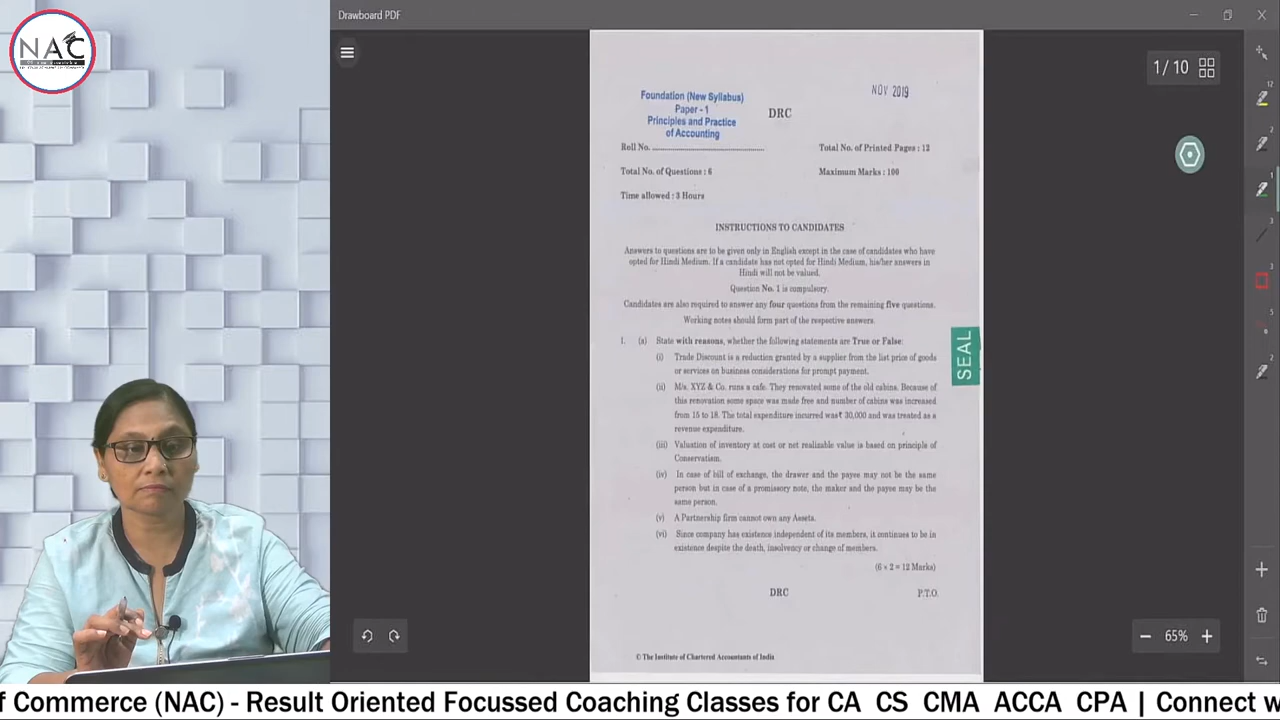 NAC
Drawboard PDF
1 / 10
NOV 2019
Foundation (New Syllabus)
Paper - 1
Principles and Practice
of Accounting
DRC
Roll No. ........................................................
Total No. of Printed Pages : 12
Total No. of Questions : 6
Maximum Marks : 100
Time allowed : 3 Hours
INSTRUCTIONS TO CANDIDATES
Answers to questions are to be given only in English except in the case of candidates who have
opted for Hindi Medium. If a candidate has not opted for Hindi Medium, his/her answers in
Hindi will not be valued.
Question No. 1 is compulsory.
Candidates are also required to answer any four questions from the remaining five questions.
Working notes should form part of the respective answers.
1. (a) State with reasons, whether the following statements are True or False:
(i) Trade Discount is a reduction granted by a supplier from the list price of goods
or services on business considerations for prompt payment.
(ii) M/s. XYZ & Co. runs a cafe. They renovated some of the old cabins. Because of
this renovation some space was made free and number of cabins was increased
from 15 to 18. The total expenditure incurred was ₹ 30,000 and was treated as a
revenue expenditure.
(iii) Valuation of inventory at cost or net realizable value is based on principle of
Conservatism.
(iv) In case of bill of exchange, the drawer and the payee may not be the same
person but in case of a promissory note, the maker and the payee may be the
same person.
(v) A Partnership firm cannot own any Assets.
(vi) Since company has existence independent of its members, it continues to be in
existence despite the death, insolvency or change of members.
(6 × 2 = 12 Marks)
DRC
P.T.O.
SEAL
© The Institute of Chartered Accountants of India
65%
f Commerce (NAC) - Result Oriented Focussed Coaching Classes for CA CS CMA ACCA CPA | Connect w